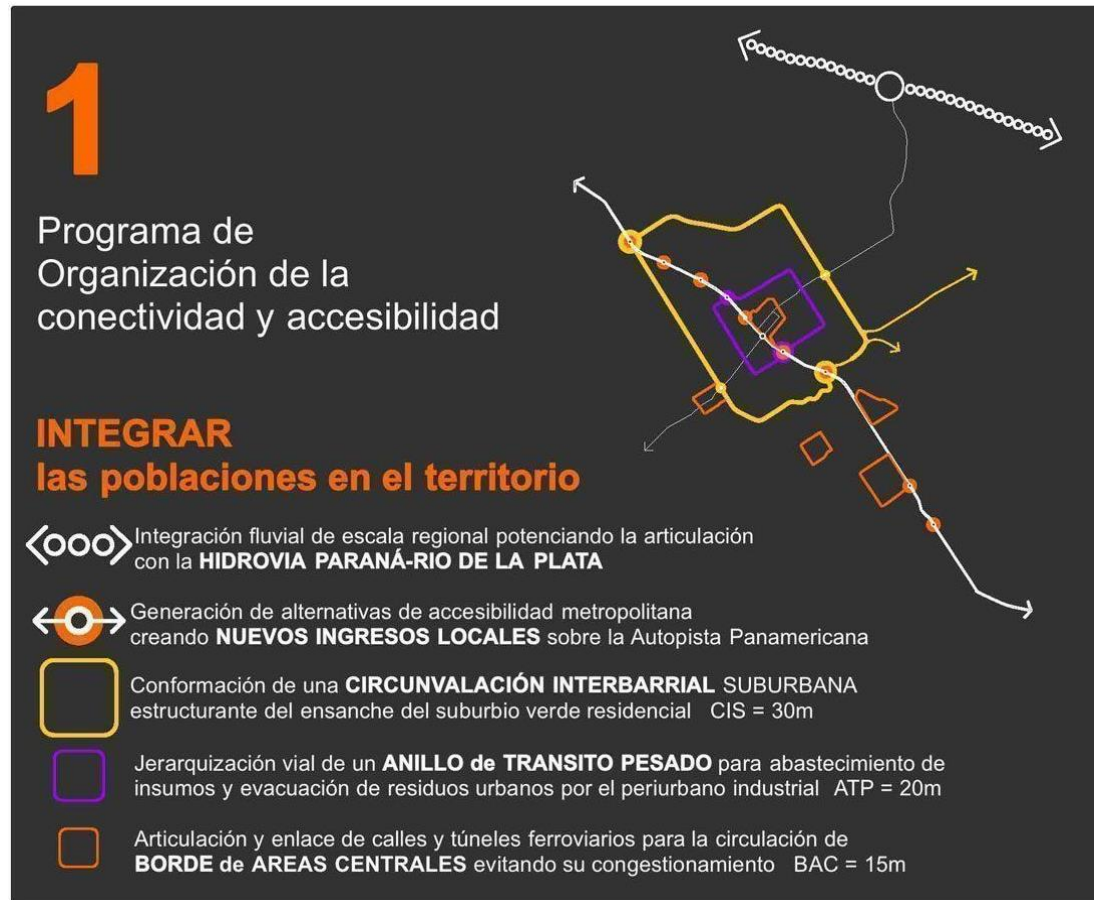 1
Programa de
Organización de la
conectividad y accesibilidad
INTEGRAR
las poblaciones en el territorio
Integración fluvial de escala regional potenciando la articulación
con la HIDROVIA PARANÁ-RIO DE LA PLATA
Generación de alternativas de accesibilidad metropolitana
creando NUEVOS INGRESOS LOCALES sobre la Autopista Panamericana
Conformación de una CIRCUNVALACIÓN INTERBARRIAL SUBURBANA
estructurante del ensanche del suburbio verde residencial CIS = 30m
Jerarquización vial de un ANILLO de TRANSITO PESADO para abastecimiento de
insumos y evacuación de residuos urbanos por el periurbano industrial ATP = 20m
Articulación y enlace de calles y túneles ferroviarios para la circulación de
BORDE de AREAS CENTRALES evitando su congestionamiento BAC = 15m